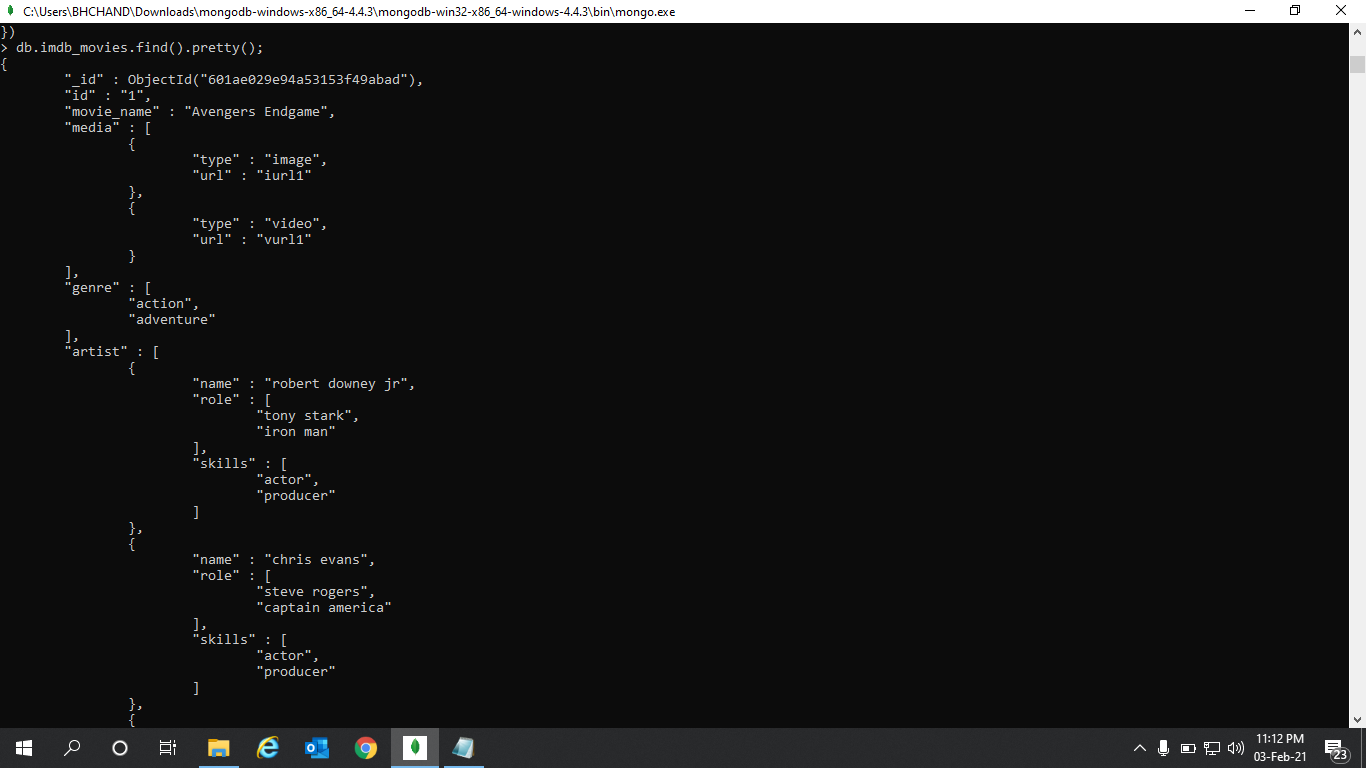 C:\Users\BHCHAND\Downloads\mongodb-windows-x86_64-4.4.3\mongodb-win32-x86_64-windows-4.4.3\bin\mongo.exe
})
> db.imdb_movies.find().pretty();
{
"_id" : ObjectId("601ae029e94a53153f49abad"),
"id" : "1",
"movie_name" : "Avengers Endgame",
"media" : [
{
"type" : "image",
"url" : "iurl1"
},
{
"type" : "video",
"url" : "vurl1"
}
],
"genre" : [
"action",
"adventure"
],
"artist" : [
{
"name" : "robert downey jr",
"role" : [
"tony stark",
"iron man"
],
"skills" : [
"actor",
"producer"
]
},
{
"name" : "chris evans",
"role" : [
"steve rogers",
"captain america"
],
"skills" : [
"actor",
"producer"
]
},
{
11:12 PM
03-Feb-21
23